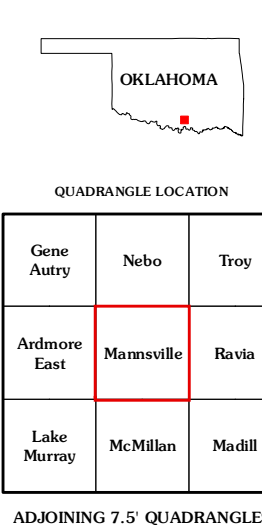 OKLAHOMA
QUADRANGLE LOCATION
Gene
Autry
Nebo
Troy
Ardmore
East
Mannsville
Ravia
Lake
Murray
McMillan
Madill
ADJOINING 7.5' QUADRANGLE